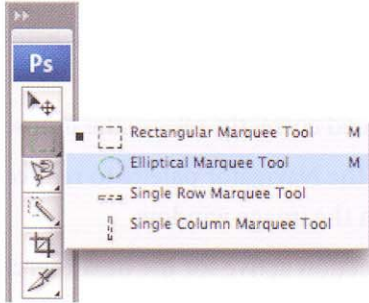 Ps
Rectangular Marquee Tool M
Elliptical Marquee Tool M
Single Row Marquee Tool
Single Column Marquee Tool